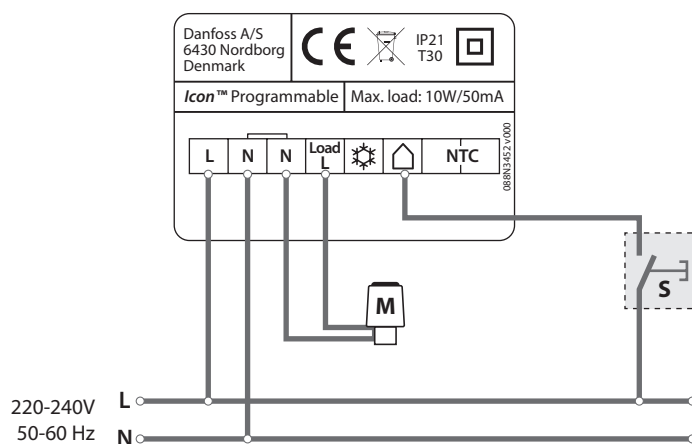 Danfoss A/S
6430 Nordborg
Denmark
CE
IP21
T30
Icon™ Programmable
Max. load: 10W/50mA
L
N
N
Load
L
NTC
088N3452 v000
M
S
220-240V
L
50-60 Hz
N